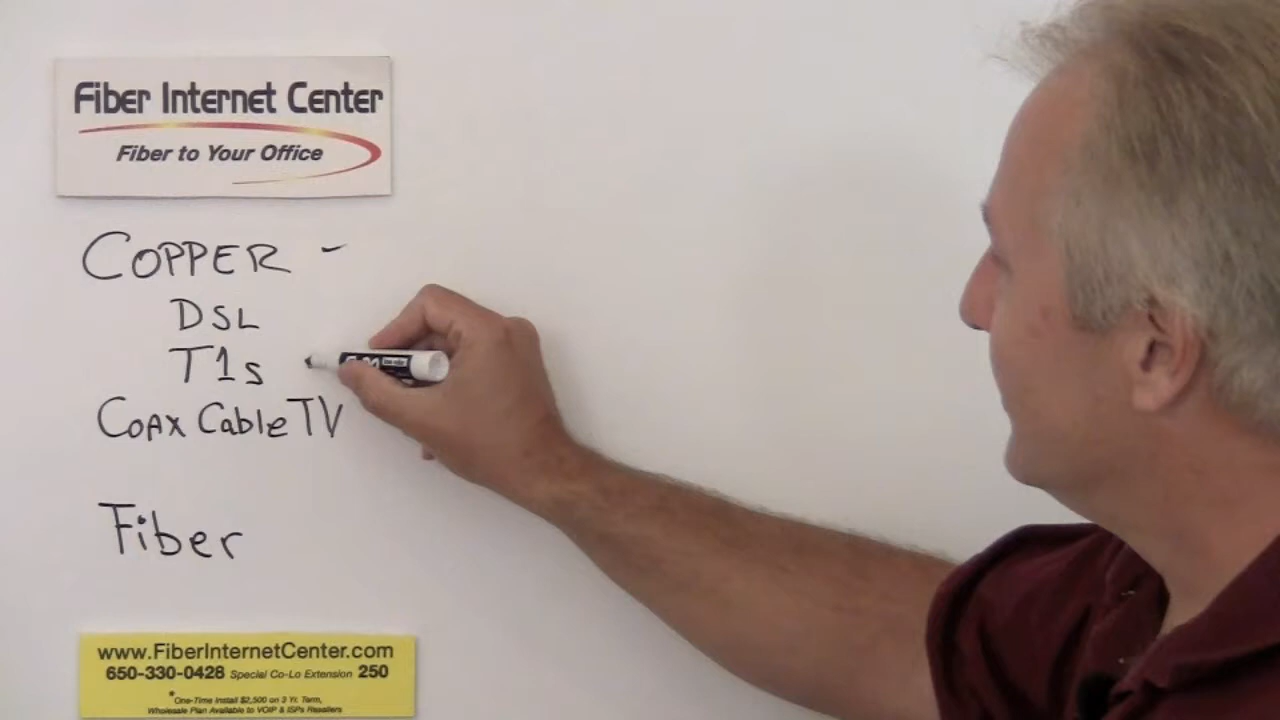 Fiber Internet Center
Fiber to Your Office
COPPER -
DSL
T1s
COAX Cable TV
Fiber
www.FiberInternetCenter.com
650-330-0428 Special Co-Lo Extension 250
*One-Time Install $2,500 on 3 Yr. Term,
Wholesale Plan Available to VOIP & ISPs Resellers